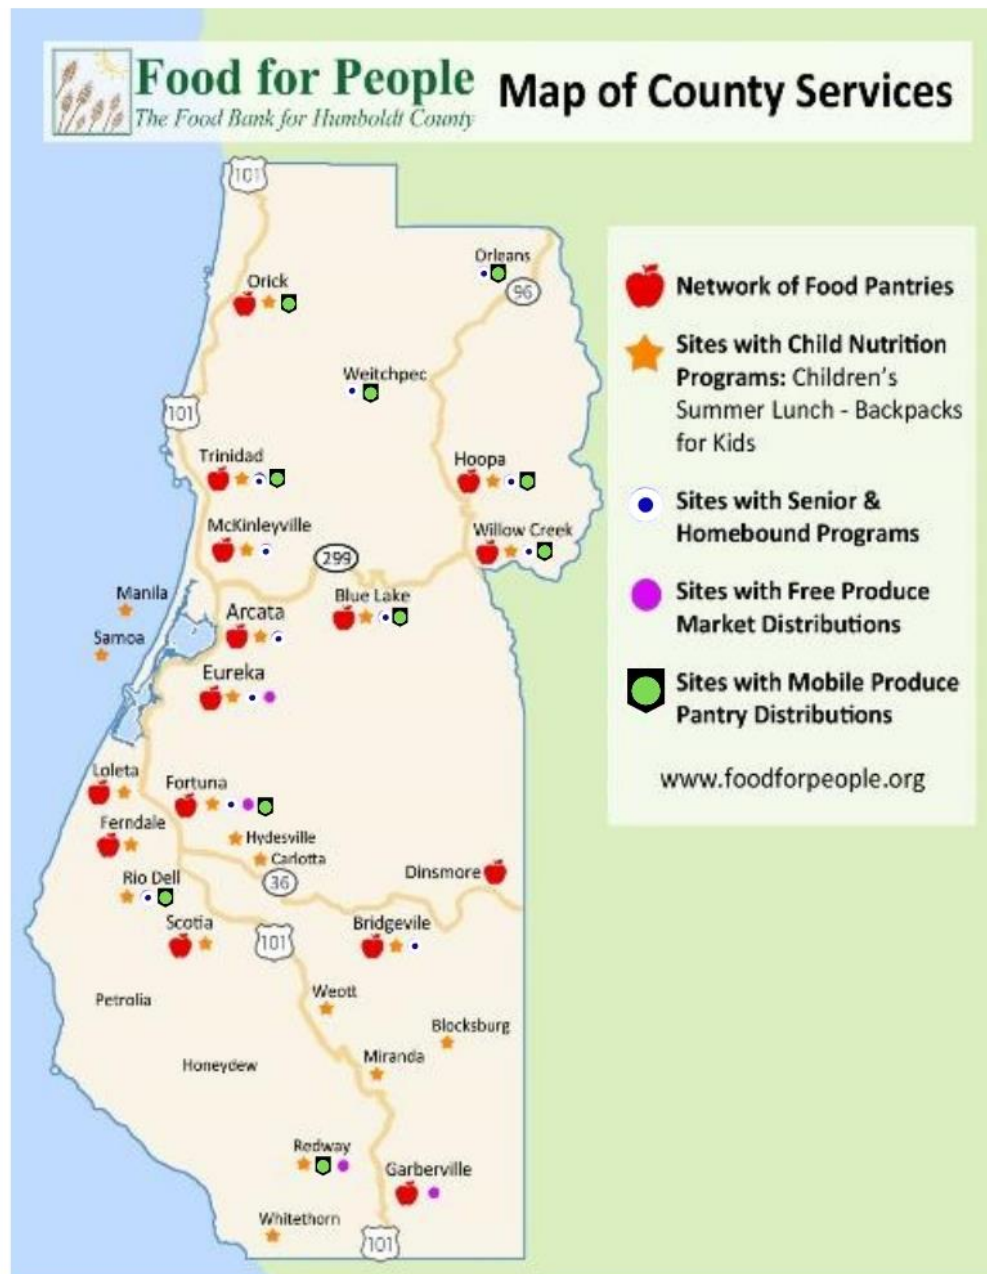 Food for People
The Food Bank for Humboldt County
Map of County Services
101
Orleans
96
Orick
Weitchpec
101
Trinidad
Hoopa
McKinleyville
Willow Creek
299
Manila
Blue Lake
Arcata
Samoa
Eureka
Loleta
Fortuna
Ferndale
Hydesville
Carlotta
Dinsmore
Rio Dell
36
Scotia
Bridgevile
101
Weott
Petrolia
Blocksburg
Miranda
Honeydew
Redway
Garberville
Whitethorn
101
Network of Food Pantries
Sites with Child Nutrition
Programs: Children's
Summer Lunch - Backpacks
for Kids
Sites with Senior &
Homebound Programs
Sites with Free Produce
Market Distributions
Sites with Mobile Produce
Pantry Distributions
www.foodforpeople.org